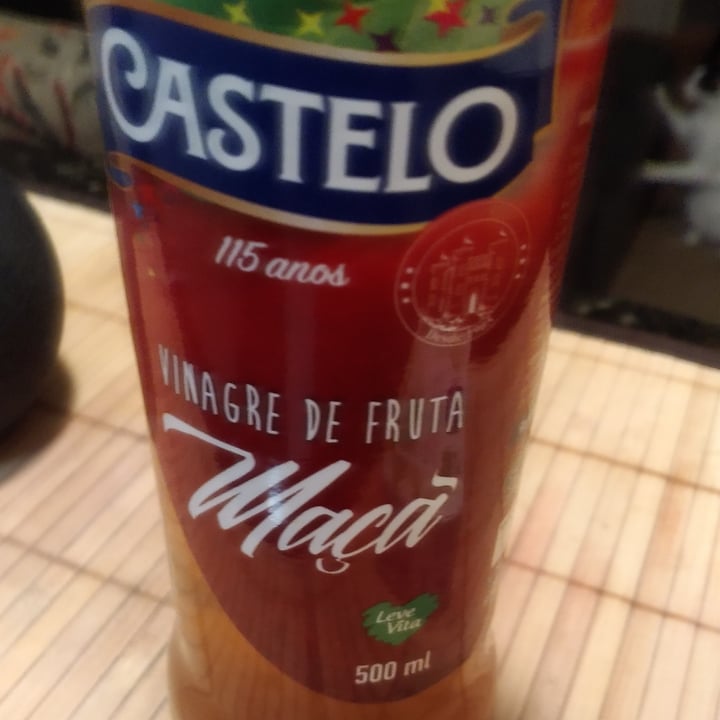 CASTELO
115 anos
VINAGRE DE FRUTA
Maçã
Leve
Vita
500 ml